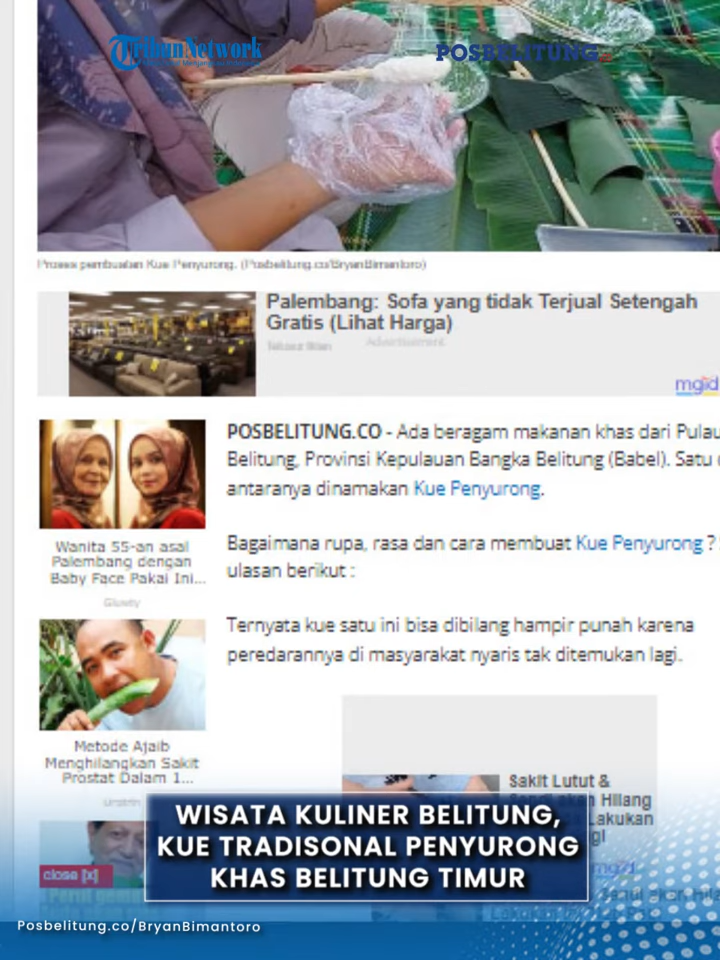 TribunNetwork
POSBELITUNG
Proses pembuatan Kue Penyurong. (Posbelitung.co/BryanBimantoro)
Palembang: Sofa yang tidak Terjual Setengah
Gratis (Lihat Harga)
Advertisement
mgid
POSBELITUNG.CO - Ada beragam makanan khas dari Pulau
Belitung, Provinsi Kepulauan Bangka Belitung (Babel). Satu
antaranya dinamakan Kue Penyurong.
Wanita 55-an asal
Palembang dengan
Baby Face Pakai Ini...
Bagaimana rupa, rasa dan cara membuat Kue Penyurong ?
ulasan berikut :
Ternyata kue satu ini bisa dibilang hampir punah karena
peredarannya di masyarakat nyaris tak ditemukan lagi.
Metode Ajaib
Menghilangkan Sakit
Prostat Dalam 1...
Sakit Lutut &
Hilang
Lakukan
close [x]
WISATA KULINER BELITUNG,
KUE TRADISONAL PENYURONG
KHAS BELITUNG TIMUR
Posbelitung.co/BryanBimantoro